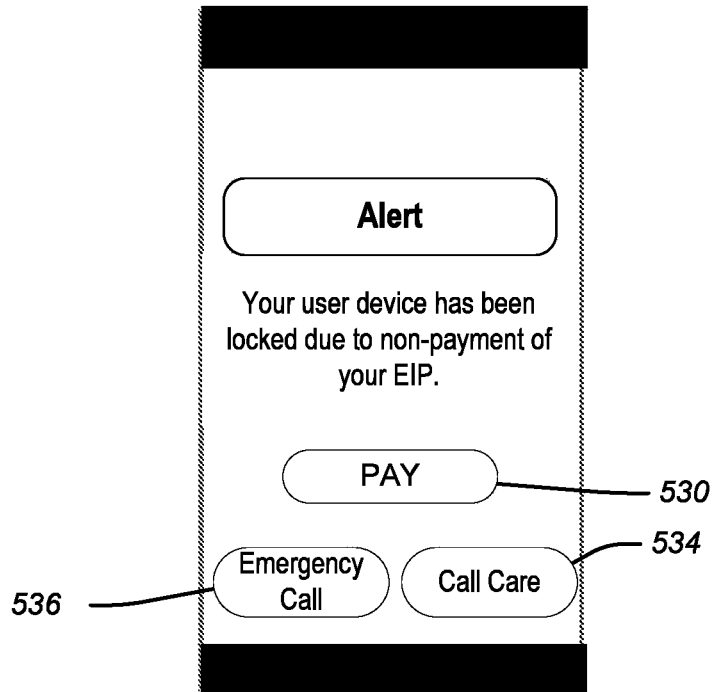 Alert
Your user device has been
locked due to non-payment of
your EIP.
PAY
530
534
Emergency
Call
Call Care
536